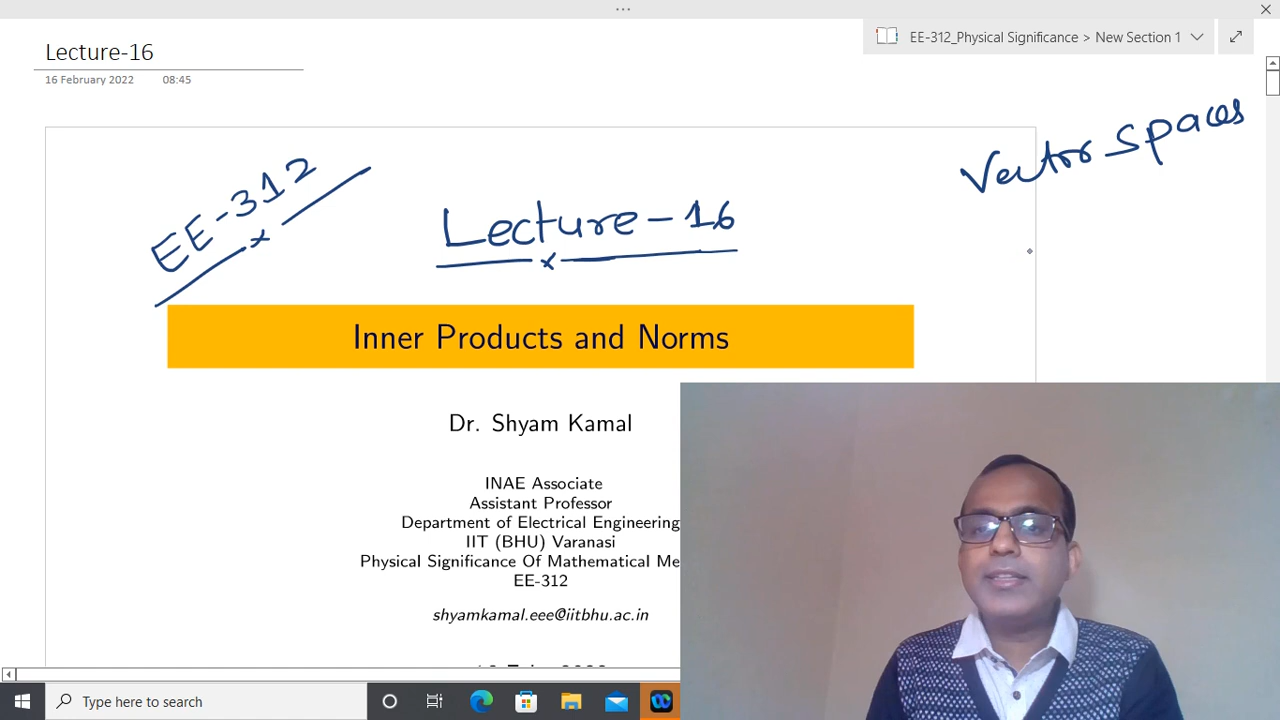 Lecture-16
16 February 2022 08:45
EE-312_Physical Significance > New Section 1
Vector Spaces
EE-312
Lecture-16
Inner Products and Norms
Dr. Shyam Kamal
INAE Associate
Assistant Professor
Department of Electrical Engineering
IIT (BHU) Varanasi
Physical Significance Of Mathematical Me
EE-312
shyamkamal.eee@iitbhu.ac.in
Type here to search